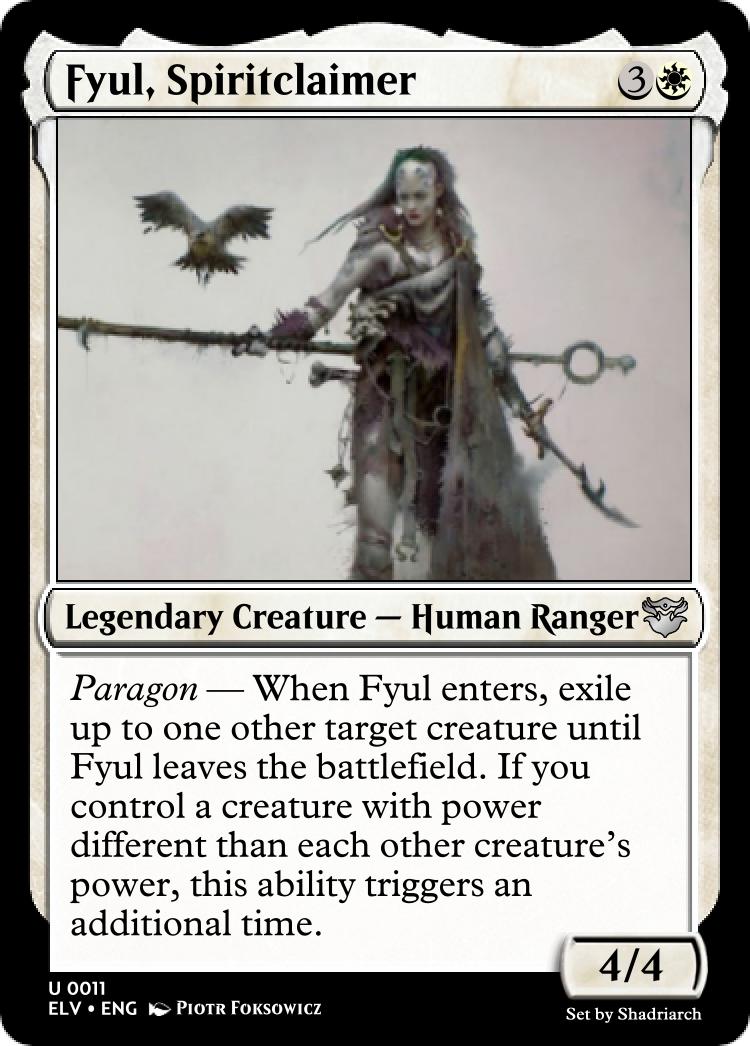 Fyul, Spiritclaimer 3
Legendary Creature — Human Ranger
Paragon — When Fyul enters, exile
up to one other target creature until
Fyul leaves the battlefield. If you
control a creature with power
different than each other creature's
power, this ability triggers an
additional time.
4/4
U 0011
ELV • ENG Piotr Foksowicz
Set by Shadriarch